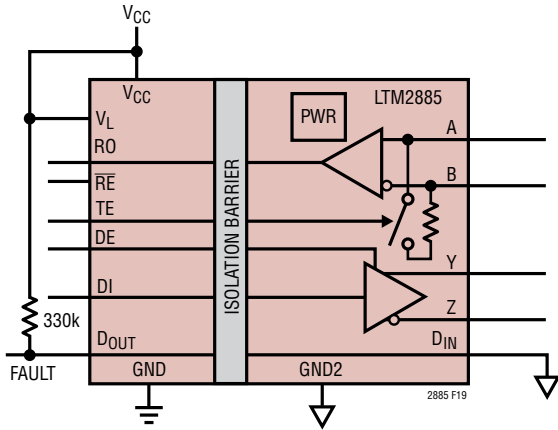 VCC
VCC
LTM2885
PWR
VL
A
RO
B
RE
TE
DE
ISOLATION BARRIER
Y
DI
Z
330k
DOUT
DIN
FAULT
GND
GND2
2885 F19